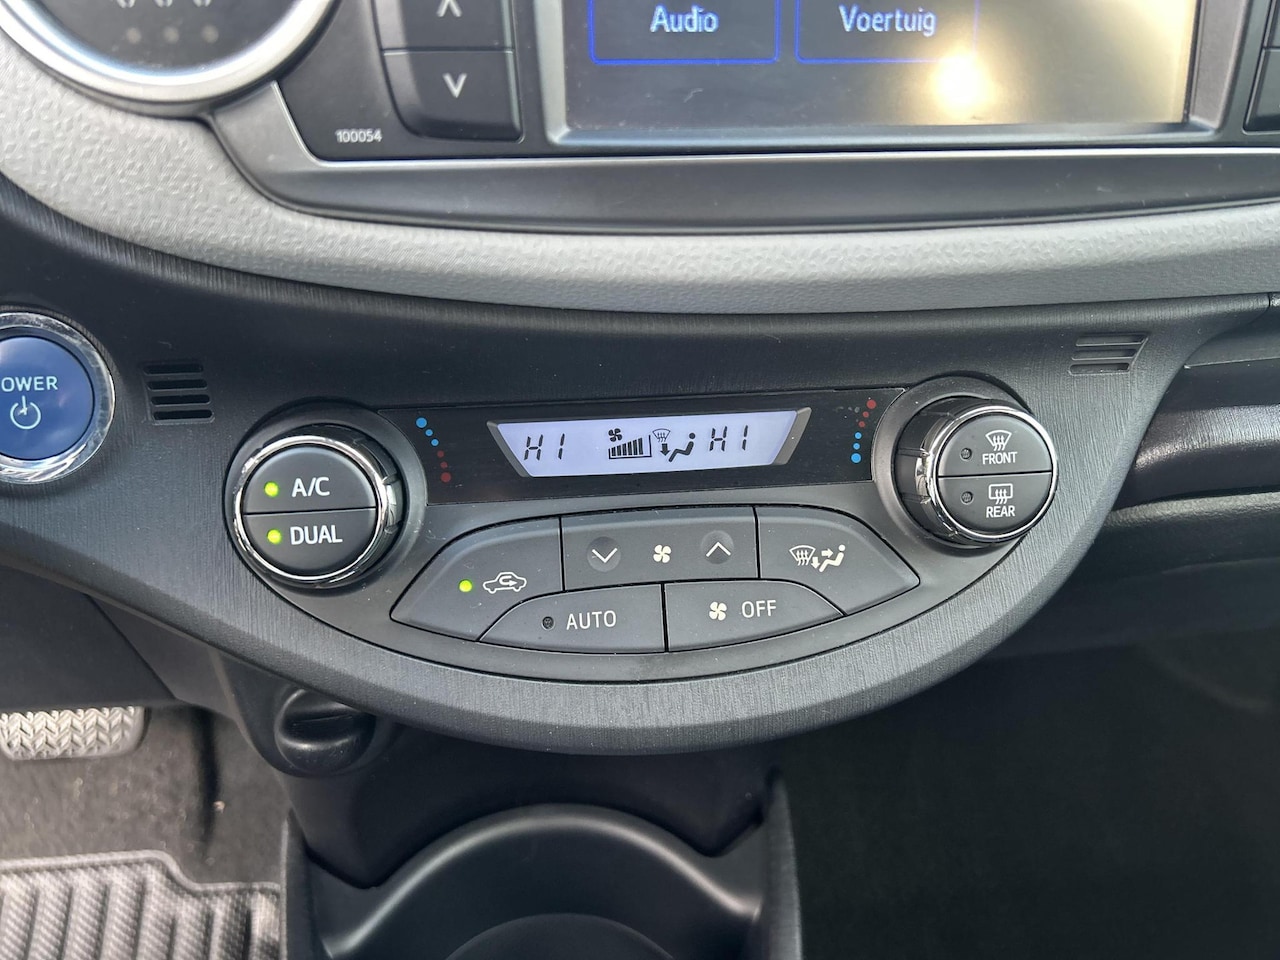 Audio
Voertuig
100054
OWER
HI
HI
A/C
DUAL
FRONT
REAR
AUTO
OFF